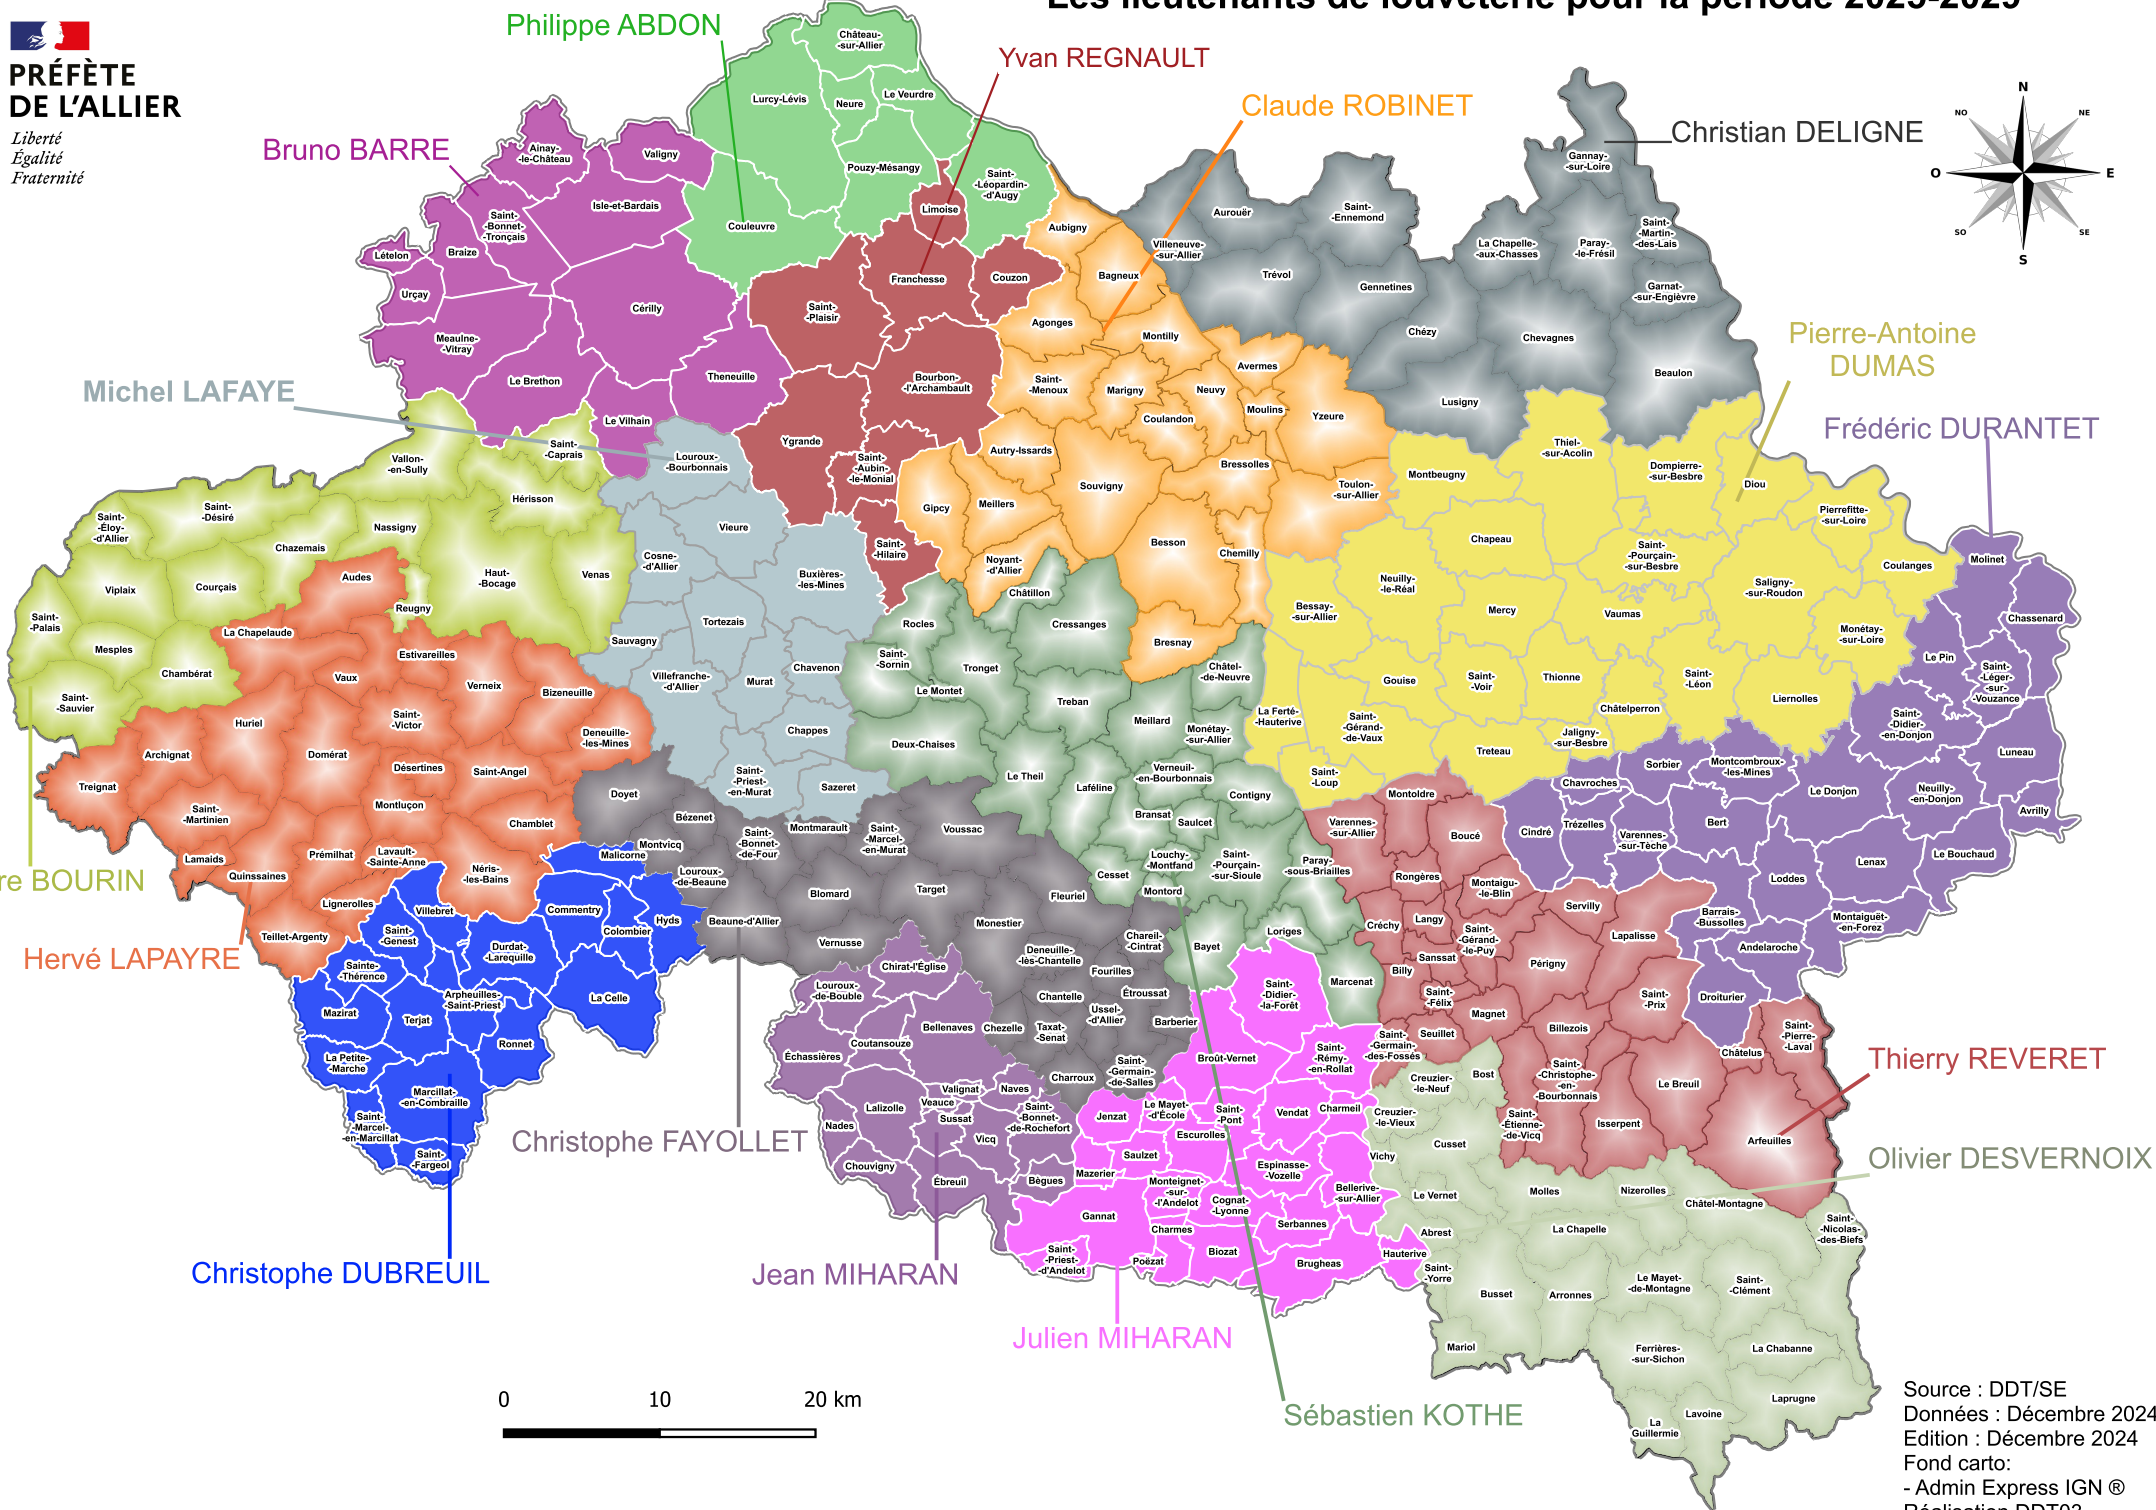 Les lieutenants de louveterie pour la période 2025-2029
PRÉFÈTE
DE L'ALLIER
Liberté
Égalité
Fraternité
Philippe ABDON
Yvan REGNAULT
Claude ROBINET
Christian DELIGNE
Bruno BARRE
Pierre-Antoine
DUMAS
Michel LAFAYE
Frédéric DURANTET
re BOURIN
Hervé LAPAYRE
Thierry REVERET
Christophe FAYOLLET
Olivier DESVERNOIX
Christophe DUBREUIL
Jean MIHARAN
Julien MIHARAN
Sébastien KOTHE
N
NE
E
SE
S
SO
O
NO
Château-
-sur-Allier
Lurcy-Lévis
Neure
Le Veurdre
Pouzy-Mésangy
Saint-
-Léopardin-
-d'Augy
Couleuvre
Ainay-
-le-Château
Valigny
Isle-et-Bardais
Saint-
-Bonnet-
-Tronçais
Braize
Lételon
Urçay
Meaulne-
-Vitray
Cérilly
Le Brethon
Theneuille
Le Vilhain
Limoise
Franchesse
Couzon
Saint-
-Plaisir
Bourbon-
-l'Archambault
Ygrande
Saint-
-Aubin-
-le-Monial
Saint-
-Hilaire
Aubigny
Bagneux
Agonges
Montilly
Saint-
-Menoux
Marigny
Neuvy
Avermes
Coulandon
Moulins
Yzeure
Autry-Issards
Souvigny
Bressolles
Toulon-
-sur-Allier
Gipcy
Meillers
Besson
Chemilly
Noyant-
-d'Allier
Bresnay
Villeneuve-
-sur-Allier
Aurouër
Saint-
-Ennemond
Trévol
Gennetines
Chézy
Lusigny
La Chapelle-
-aux-Chasses
Gannay-
-sur-Loire
Paray-
-le-Frésil
Saint-
-Martin-
-des-Lais
Garnat-
-sur-Engièvre
Chevagnes
Beaulon
Montbeugny
Thiel-
-sur-Acolin
Dompierre-
-sur-Besbre
Diou
Pierrefitte-
-sur-Loire
Coulanges
Chapeau
Saint-
-Pourçain-
-sur-Besbre
Saligny-
-sur-Roudon
Neuilly-
-le-Réal
Bessay-
-sur-Allier
Mercy
Vaumas
Monétay-
-sur-Loire
Gouise
Saint-
-Voir
Thionne
Saint-
-Léon
Liernolles
Châtelperron
La Ferté-
-Hauterive
Saint-
-Gérand-
-de-Vaux
Treteau
Jaligny-
-sur-Besbre
Saint-
-Loup
Molinet
Chassenard
Le Pin
Saint-
-Léger-
-sur-
-Vouzance
Saint-
-Didier-
-en-Donjon
Luneau
Sorbier
Montcombroux-
-les-Mines
Chavroches
Le Donjon
Neuilly-
-en-Donjon
Avrilly
Cindré
Trézelles
Varennes-
-sur-Tèche
Bert
Le Bouchaud
Lenax
Loddes
Barrais-
-Bussolles
Montaiguët-
-en-Forez
Andelaroche
Droiturier
Saint-
-Caprais
Vallon-
-en-Sully
Hérisson
Saint-
-Désiré
Saint-
-Éloy-
-d'Allier
Nassigny
Chazemais
Haut-
-Bocage
Venas
Viplaix
Courçais
Reugny
Saint-
-Palais
Mesples
Chambérat
Saint-
-Sauvier
Audes
La Chapelaude
Estivareilles
Vaux
Verneix
Bizeneuille
Huriel
Saint-
-Victor
Deneuille-
-les-Mines
Archignat
Domérat
Désertines
Saint-Angel
Treignat
Saint-
-Martinien
Montluçon
Chamblet
Lamaids
Prémilhat
Lavault-
-Sainte-Anne
Néris-
-les-Bains
Quinssaines
Lignerolles
Teillet-Argenty
Louroux-
-Bourbonnais
Vieure
Cosne-
-d'Allier
Buxières-
-les-Mines
Tortezais
Sauvagny
Villefranche-
-d'Allier
Murat
Chavenon
Chappes
Saint-
-Priest-
-en-Murat
Sazeret
Châtillon
Cressanges
Rocles
Saint-
-Sornin
Tronget
Le Montet
Châtel-
-de-Neuvre
Treban
Meillard
Monétay-
-sur-Allier
Deux-Chaises
Le Theil
Verneuil-
-en-Bourbonnais
Laféline
Contigny
Bransat
Saulcet
Cesset
Louchy-
-Montfand
Saint-
-Pourçain-
-sur-Sioule
Paray-
-sous-Briailles
Montord
Bayet
Loriges
Marcenat
Doyet
Bézenet
Montvicq
Saint-
-Bonnet-
-de-Four
Montmarault
Saint-
-Marcel-
-en-Murat
Voussac
Louroux-
-de-Beaune
Blomard
Target
Fleuriel
Beaune-d'Allier
Vernusse
Monestier
Chareil-
-Cintrat
Deneuille-
-lès-Chantelle
Fourilles
Chantelle
Étroussat
Ussel-
-d'Allier
Barberier
Chezelle
Taxat-
-Senat
Saint-
-Germain-
-de-Salles
Charroux
Malicorne
Commentry
Colombier
Hyds
Villebret
Saint-
-Genest
Durdat-
-Larequille
Sainte-
-Thérence
Arpheuilles-
-Saint-Priest
La Celle
Mazirat
Terjat
Ronnet
La Petite-
-Marche
Marcillat-
-en-Combraille
Saint-
-Marcel-
-en-Marcillat
Saint-
-Fargeol
Chirat-l'Église
Louroux-
-de-Bouble
Bellenaves
Coutansouze
Échassières
Valignat
Naves
Lalizolle
Veauce
Sussat
Saint-
-Bonnet-
-de-Rochefort
Nades
Vicq
Chouvigny
Ébreuil
Bègues
Saint-
-Didier-
-la-Forêt
Broût-Vernet
Saint-
-Rémy-
-en-Rollat
Jenzat
Le Mayet-
-d'École
Saint-
-Pont
Vendat
Charmeil
Escurolles
Saulzet
Mazerier
Espinasse-
-Vozelle
Monteignet-
-sur-
-l'Andelot
Cognat-
-Lyonne
Bellerive-
-sur-Allier
Gannat
Charmes
Serbannes
Biozat
Saint-
-Priest-
-d'Andelot
Poëzat
Brugheas
Hauterive
Montoldre
Varennes-
-sur-Allier
Boucé
Rongères
Montaigu-
-le-Blin
Servilly
Créchy
Langy
Saint-
-Gérand-
-le-Puy
Lapalisse
Sanssat
Billy
Périgny
Saint-
-Félix
Magnet
Saint-
-Prix
Seuillet
Billezois
Saint-
-Germain-
-des-Fossés
Châtelus
Saint-
-Pierre-
-Laval
Saint-
-Christophe-
-en-
-Bourbonnais
Le Breuil
Saint-
-Étienne-
-de-Vicq
Isserpent
Arfeuilles
Bost
Creuzier-
-le-Neuf
Creuzier-
-le-Vieux
Cusset
Vichy
Le Vernet
Molles
Nizerolles
Châtel-Montagne
Abrest
La Chapelle
Saint-
-Nicolas-
-des-Biefs
Saint-
-Yorre
Busset
Arronnes
Le Mayet-
-de-Montagne
Saint-
-Clément
Mariol
Ferrières-
-sur-Sichon
La Chabanne
Laprugne
Lavoine
La
Guillermie
0 10 20 km
Source : DDT/SE
Données : Décembre 2024
Edition : Décembre 2024
Fond carto:
- Admin Express IGN ®
Réalisation DDT03